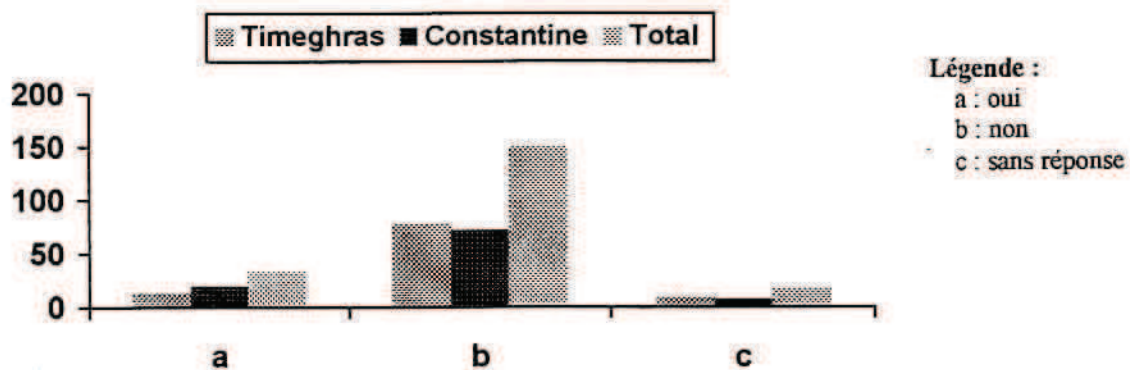 Timeghras Constantine Total
Légende :
a : oui
b : non
c : sans réponse
200
150
100
50
0
a b c